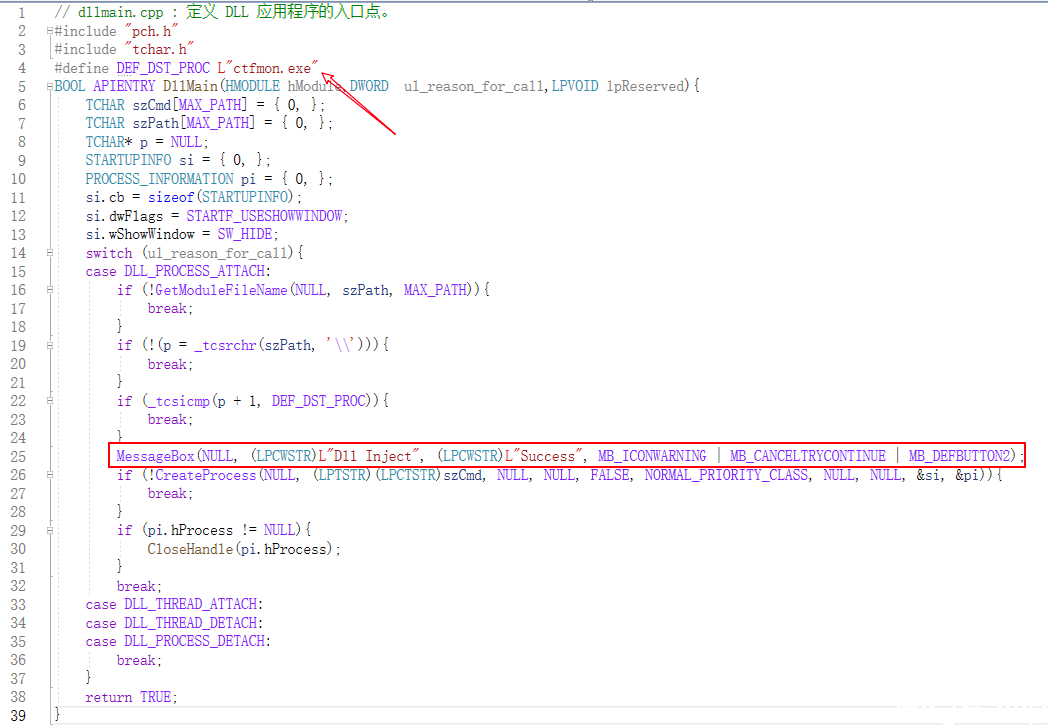 1 // dllmain.cpp : 定义 DLL 应用程序的入口点。
2 #include "pch.h"
3 #include "tchar.h"
4 #define DEF_DST_PROC L"ctfmon.exe"
5 BOOL APIENTRY DllMain(HMODULE hModule, DWORD  ul_reason_for_call,LPVOID lpReserved){
6 TCHAR szCmd[MAX_PATH] = { 0, };
7 TCHAR szPath[MAX_PATH] = { 0, };
8 TCHAR* p = NULL;
9 STARTUPINFO si = { 0, };
10 PROCESS_INFORMATION pi = { 0, };
11 si.cb = sizeof(STARTUPINFO);
12 si.dwFlags = STARTF_USESHOWWINDOW;
13 si.wShowWindow = SW_HIDE;
14 switch (ul_reason_for_call){
15 case DLL_PROCESS_ATTACH:
16 if (!GetModuleFileName(NULL, szPath, MAX_PATH)){
17 break;
18 }
19 if (!(p = _tcsrchr(szPath, '\\'))){
20 break;
21 }
22 if (_tcsicmp(p + 1, DEF_DST_PROC)){
23 break;
24 }
25 MessageBox(NULL, (LPCWSTR)L"Dll Inject", (LPCWSTR)L"Success", MB_ICONWARNING | MB_CANCELTRYCONTINUE | MB_DEFBUTTON2);
26 if (!CreateProcess(NULL, (LPTSTR)(LPCTSTR)szCmd, NULL, NULL, FALSE, NORMAL_PRIORITY_CLASS, NULL, NULL, &si, &pi)){
27 break;
28 }
29 if (pi.hProcess != NULL){
30 CloseHandle(pi.hProcess);
31 }
32 break;
33 case DLL_THREAD_ATTACH:
34 case DLL_THREAD_DETACH:
35 case DLL_PROCESS_DETACH:
36 break;
37 }
38 return TRUE;
39 }